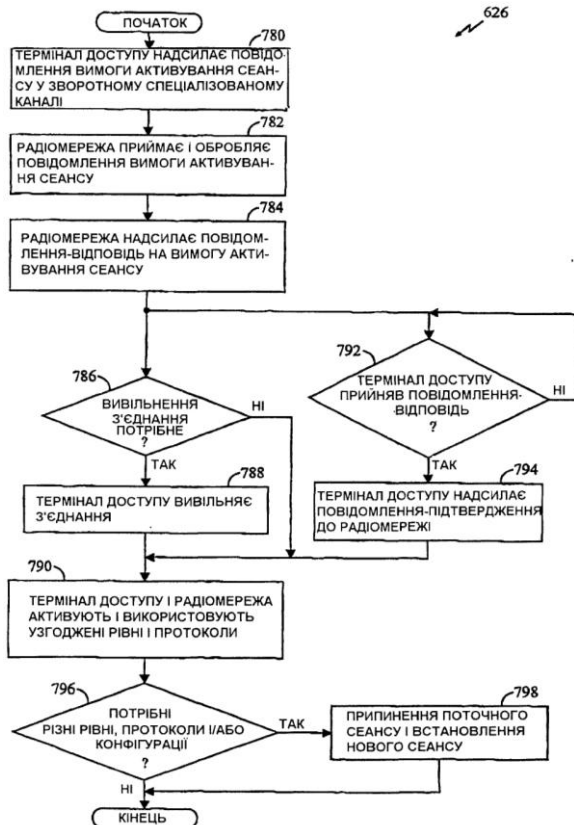 ПОЧАТОК
626
780
ТЕРМІНАЛ ДОСТУПУ НАДСИЛАЄ ПОВІДО-
МЛЕННЯ ВИМОГИ АКТИВУВАННЯ СЕАН-
СУ У ЗВОРОТНОМУ СПЕЦІАЛІЗОВАНОМУ
КАНАЛІ
782
РАДІОМЕРЕЖА ПРИЙМАЄ І ОБРОБЛЯЄ
ПОВІДОМЛЕННЯ ВИМОГИ АКТИВУВАН-
НЯ СЕАНСУ
784
РАДІОМЕРЕЖА НАДСИЛАЄ ПОВІДОМ-
ЛЕННЯ-ВІДПОВІДЬ НА ВИМОГУ АКТИ-
ВУВАННЯ СЕАНСУ
786
ВИВІЛЬНЕННЯ
З'ЄДНАННЯ
ПОТРІБНЕ
?
НІ
ТАК
792
ТЕРМІНАЛ ДОСТУПУ
ПРИЙНЯВ ПОВІДОМЛЕННЯ-
-ВІДПОВІДЬ
?
НІ
ТАК
788
ТЕРМІНАЛ ДОСТУПУ ВИВІЛЬНЯЄ
З'ЄДНАННЯ
794
ТЕРМІНАЛ ДОСТУПУ НАДСИЛАЄ
ПОВІДОМЛЕННЯ-ПІДТВЕРДЖЕННЯ
ДО РАДІОМЕРЕЖІ
790
ТЕРМІНАЛ ДОСТУПУ І РАДІОМЕРЕЖА
АКТИВУЮТЬ І ВИКОРИСТОВУЮТЬ
УЗГОДЖЕНІ РІВНІ І ПРОТОКОЛИ
796
ПОТРІБНІ
РІЗНІ РІВНІ, ПРОТОКОЛИ І/АБО
КОНФІГУРАЦІЇ
?
ТАК
НІ
798
ПРИПИНЕННЯ ПОТОЧНОГО
СЕАНСУ І ВСТАНОВЛЕННЯ
НОВОГО СЕАНСУ
КІНЕЦЬ